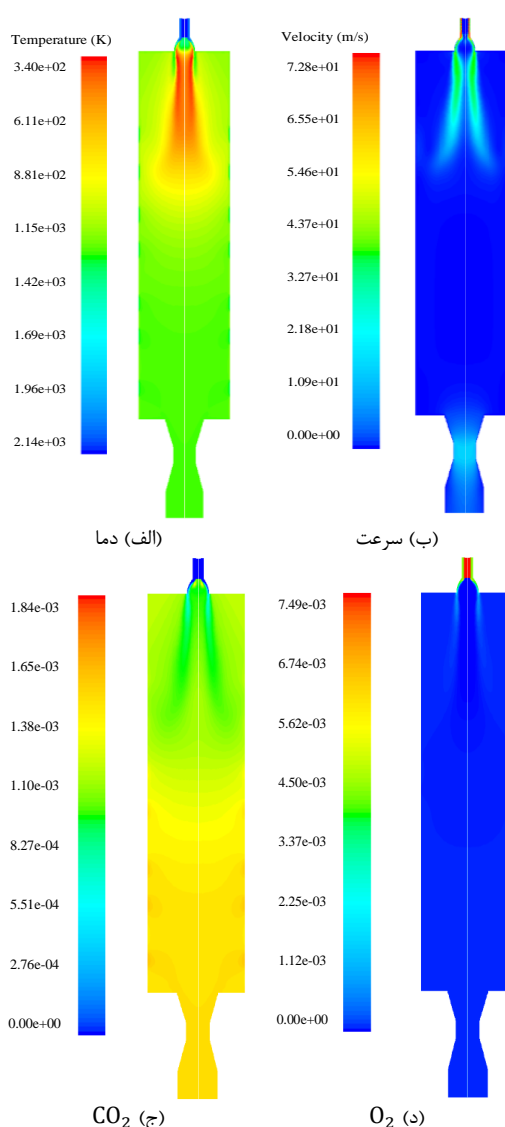 Temperature (K)
3.40e+02
6.11e+02
8.81e+02
1.15e+03
1.42e+03
1.69e+03
1.96e+03
2.14e+03
(الف) دما
Velocity (m/s)
7.28e+01
6.55e+01
5.46e+01
4.37e+01
3.27e+01
2.18e+01
1.09e+01
0.00e+00
(ب) سرعت
1.84e-03
1.65e-03
1.38e-03
1.10e-03
8.27e-04
5.51e-04
2.76e-04
0.00e+00
(ج) CO₂
7.49e-03
6.74e-03
5.62e-03
4.50e-03
3.37e-03
2.25e-03
1.12e-03
0.00e+00
(د) O₂